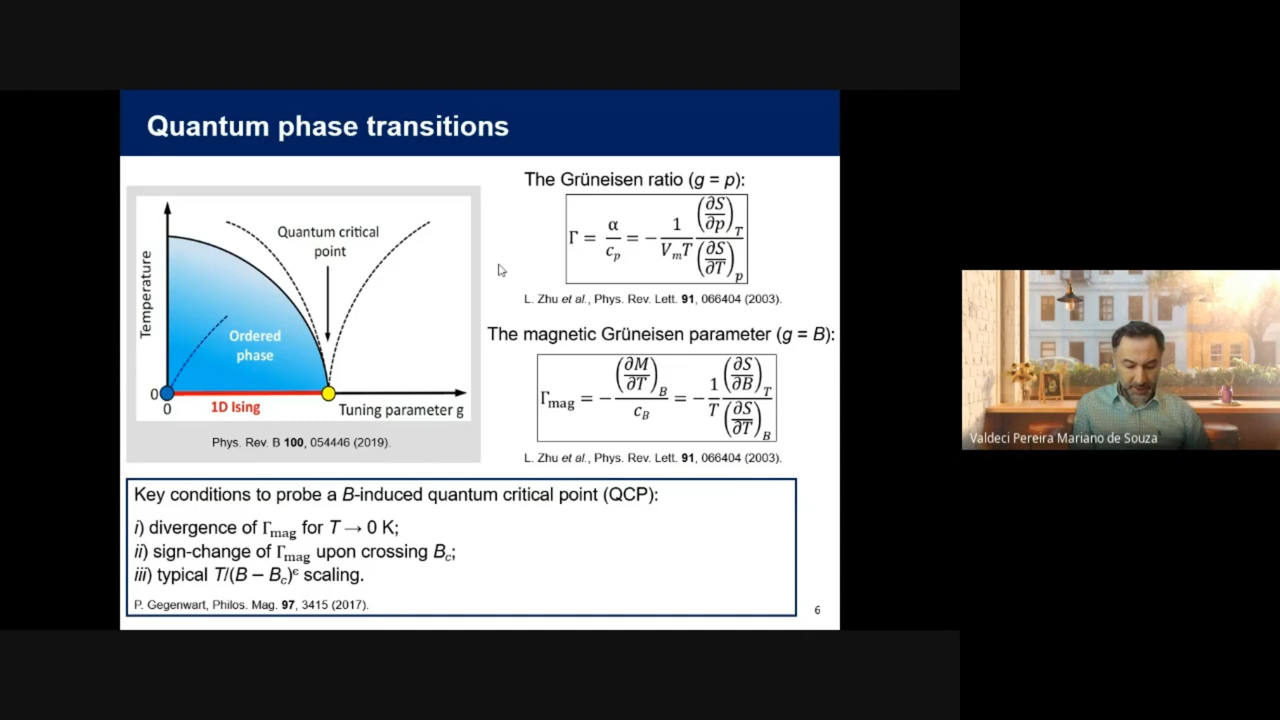 Quantum phase transitions
Temperature
Quantum critical
point
Ordered
phase
0
0
1D Ising
Tuning parameter g
Phys. Rev. B 100, 054446 (2019).
The Grüneisen ratio (g = p):
Γ = α/c_p = − 1/(V_m T) (∂S/∂p)_T / (∂S/∂T)_p
L. Zhu et al., Phys. Rev. Lett. 91, 066404 (2003).
The magnetic Grüneisen parameter (g = B):
Γ_mag = − (∂M/∂T)_B / c_B = − 1/T (∂S/∂B)_T / (∂S/∂T)_B
L. Zhu et al., Phys. Rev. Lett. 91, 066404 (2003).
Key conditions to probe a B-induced quantum critical point (QCP):
i) divergence of Γ_mag for T → 0 K;
ii) sign-change of Γ_mag upon crossing B_c;
iii) typical T/(B − B_c)^ϵ scaling.
P. Gegenwart, Philos. Mag. 97, 3415 (2017).
6
Valdeci Pereira Mariano de Souza